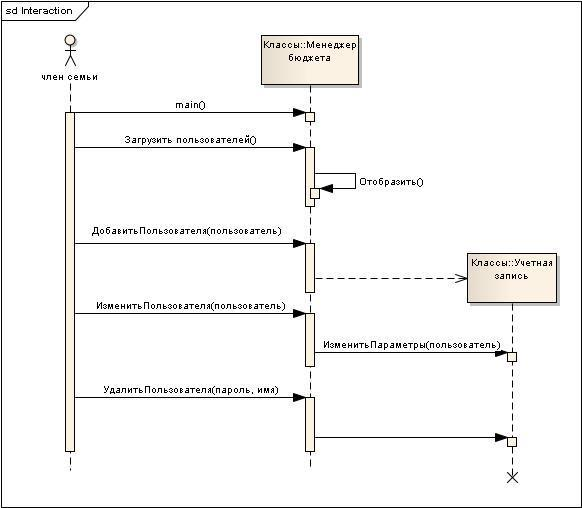 sd Interaction
член семьи
Классы::Менеджер
бюджета
main()
Загрузить пользователей()
Отобразить()
ДобавитьПользователя(пользователь)
Классы::Учетная
запись
ИзменитьПользователя(пользователь)
ИзменитьПараметры(пользователь)
УдалитьПользователя(пароль, имя)